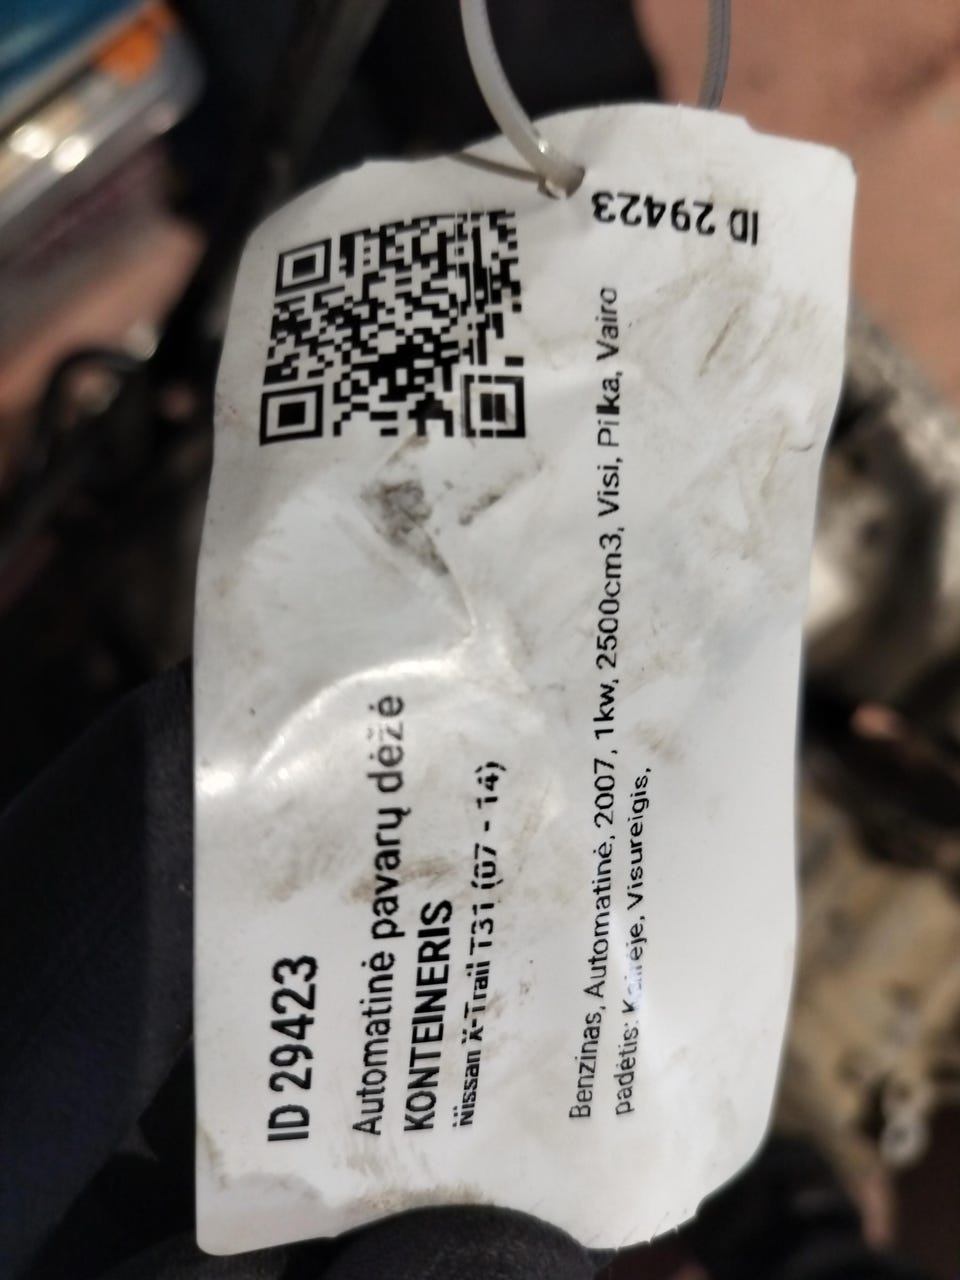 ID 29423
Automatinė pavarų dėžė
KONTEINERIS
Nissan X-Trail T31 (07 - 14)
Benzinas, Automatinė, 2007, 1kw, 2500cm3, Visi, Pilka, Vairo
padėtis: Kairėje, Visureigis,
ID 29423